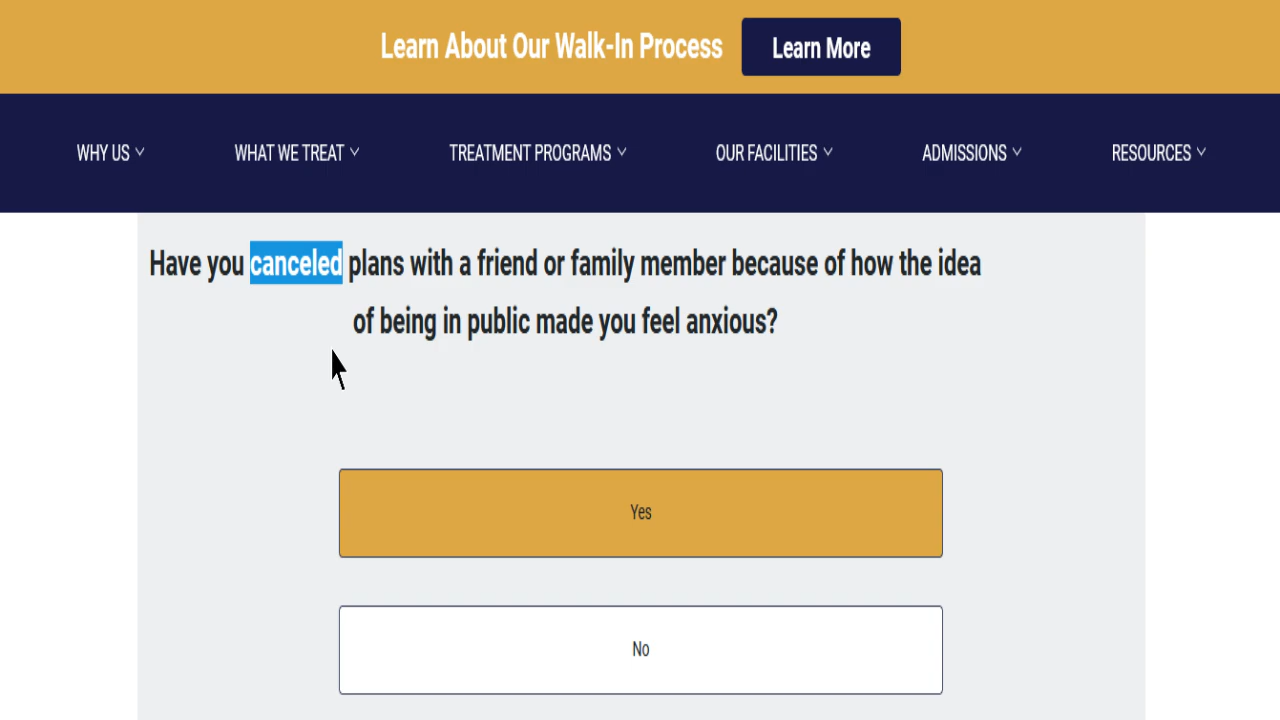 Learn About Our Walk-In Process Learn More
WHY US WHAT WE TREAT TREATMENT PROGRAMS OUR FACILITIES ADMISSIONS RESOURCES
Have you canceled plans with a friend or family member because of how the idea
of being in public made you feel anxious?
Yes
No